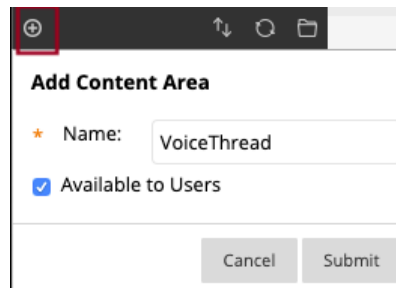 Add Content Area
* Name: VoiceThread
Available to Users
Cancel Submit